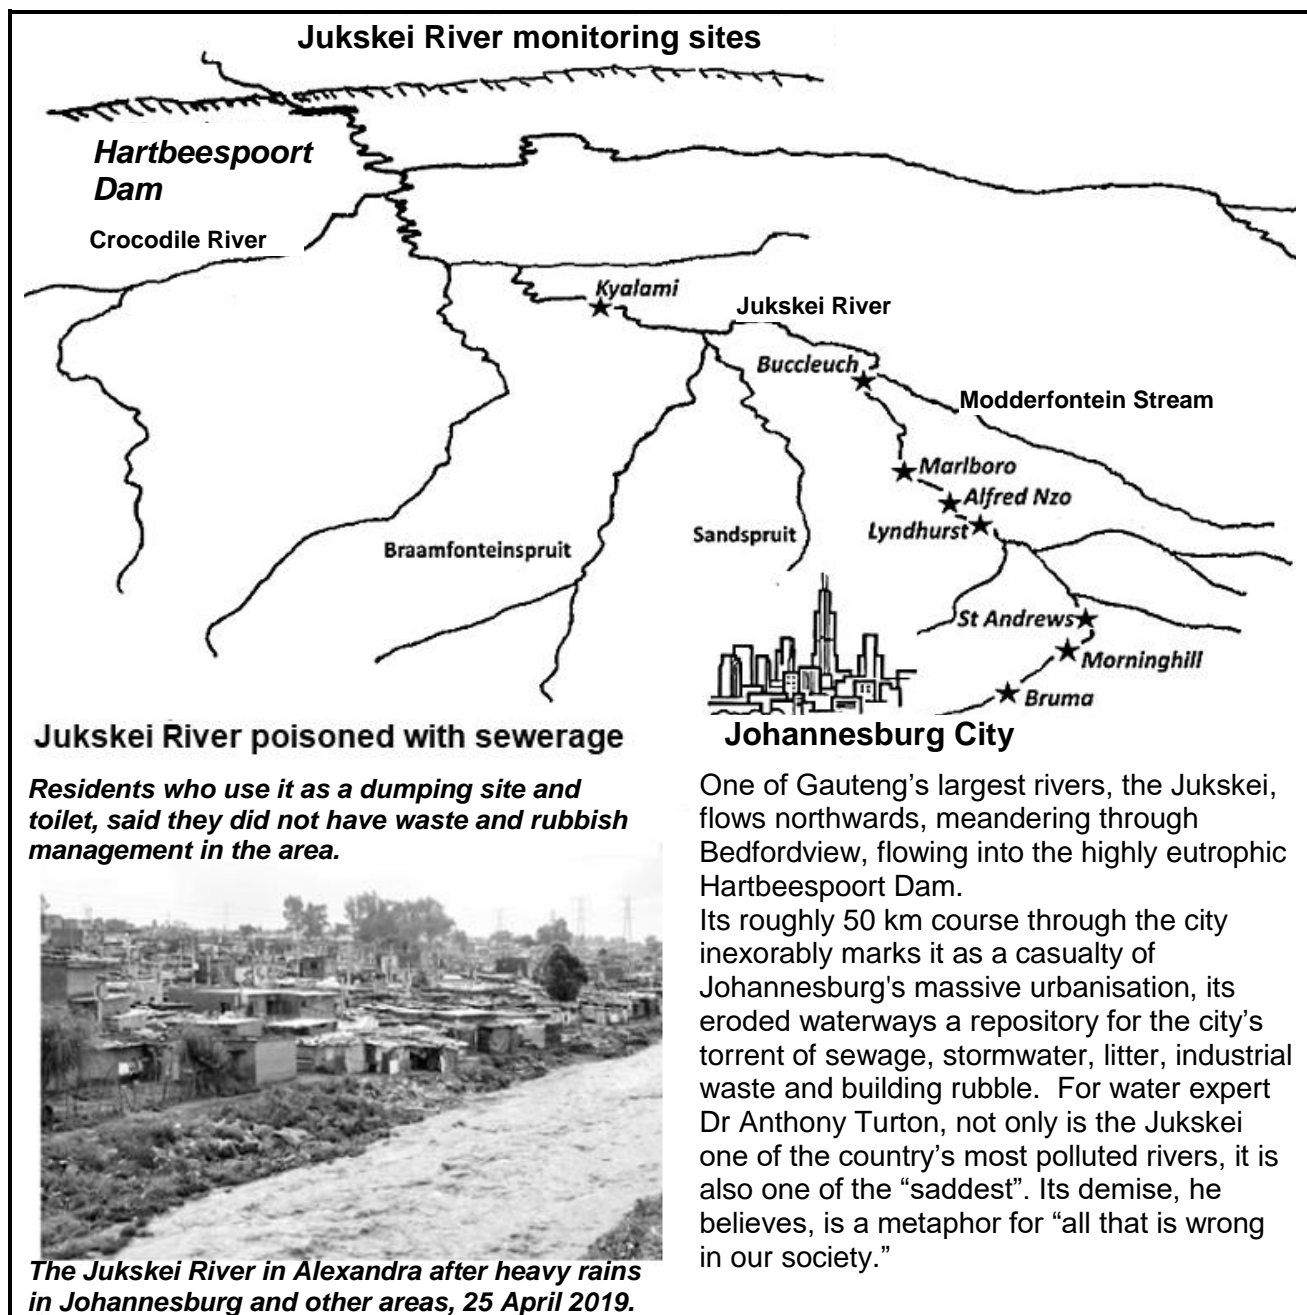 Jukskei River monitoring sites
Hartbeespoort
Dam
Crocodile River
Kyalami
Jukskei River
Buccleuch
Modderfontein Stream
Marlboro
Alfred Nzo
Lyndhurst
Braamfonteinspruit
Sandspruit
St Andrews
Morninghill
Bruma
Johannesburg City
Jukskei River poisoned with sewerage
Residents who use it as a dumping site and
toilet, said they did not have waste and rubbish
management in the area.
The Jukskei River in Alexandra after heavy rains
in Johannesburg and other areas, 25 April 2019.
One of Gauteng’s largest rivers, the Jukskei,
flows northwards, meandering through
Bedfordview, flowing into the highly eutrophic
Hartbeespoort Dam.
Its roughly 50 km course through the city
inexorably marks it as a casualty of
Johannesburg's massive urbanisation, its
eroded waterways a repository for the city’s
torrent of sewage, stormwater, litter, industrial
waste and building rubble.  For water expert
Dr Anthony Turton, not only is the Jukskei
one of the country’s most polluted rivers, it is
also one of the “saddest”. Its demise, he
believes, is a metaphor for “all that is wrong
in our society.”